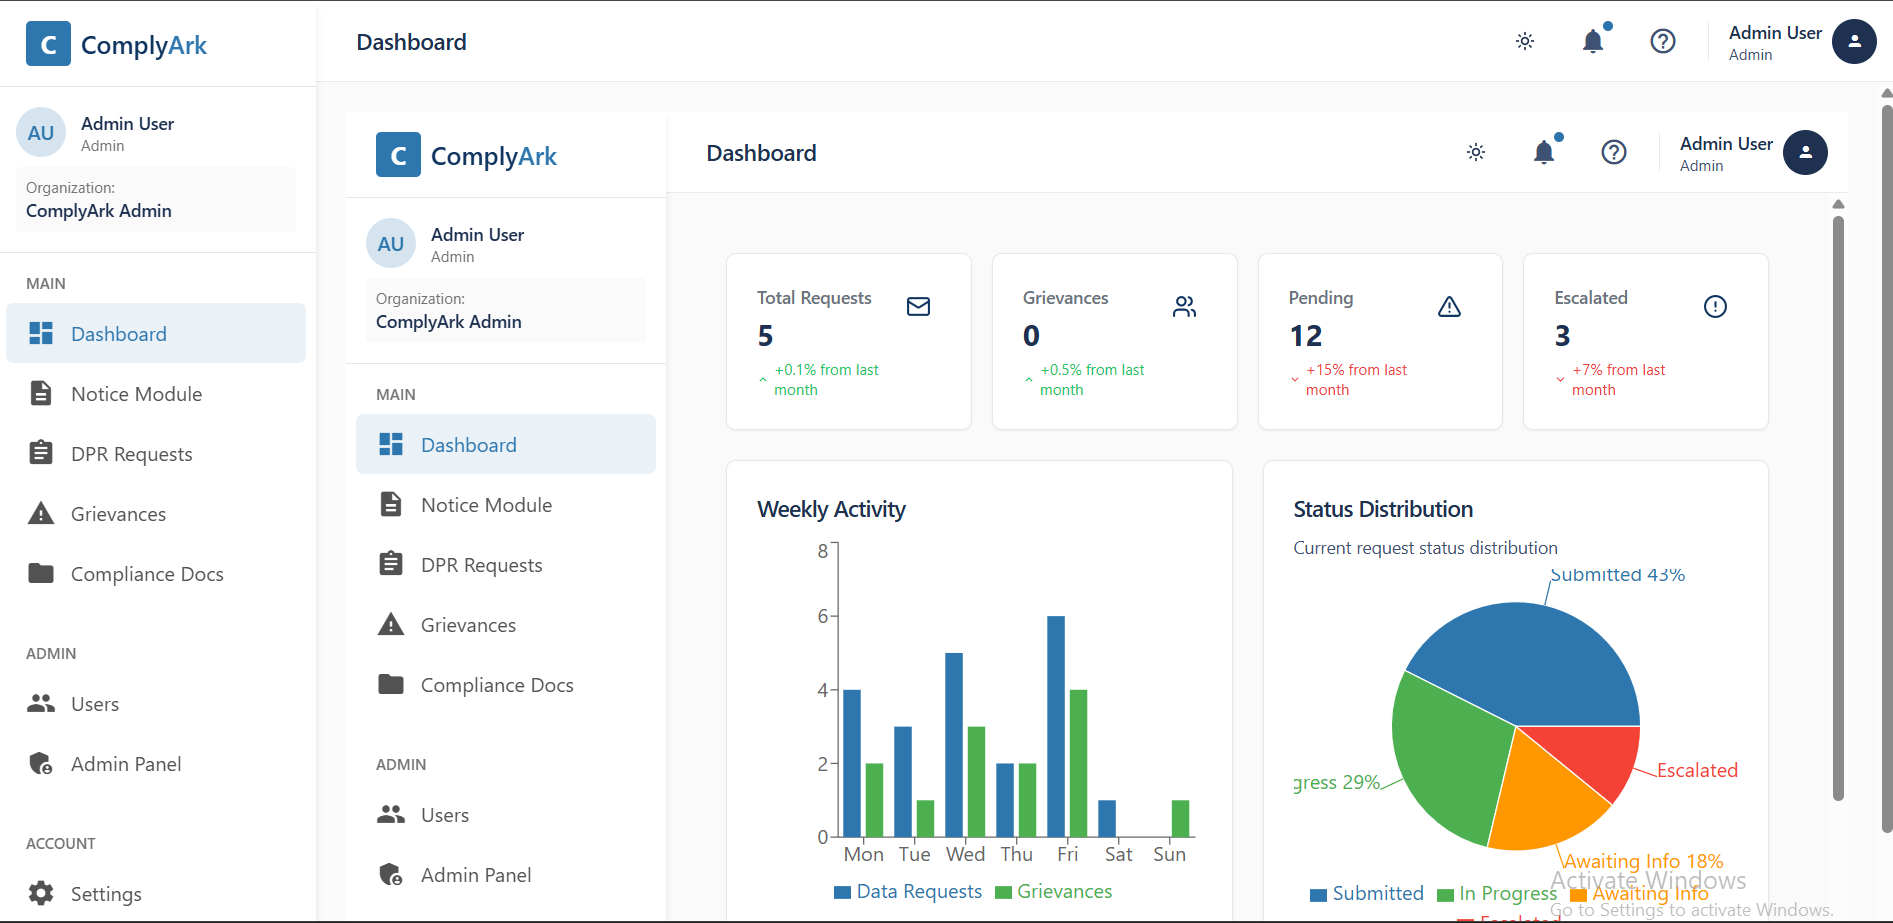 C ComplyArk
Dashboard
Admin User
Admin
AU
Admin User
Admin
Organization:
ComplyArk Admin
MAIN
Dashboard
Notice Module
DPR Requests
Grievances
Compliance Docs
ADMIN
Users
Admin Panel
ACCOUNT
Settings
C ComplyArk
Dashboard
Admin User
Admin
AU
Admin User
Admin
Organization:
ComplyArk Admin
MAIN
Dashboard
Notice Module
DPR Requests
Grievances
Compliance Docs
ADMIN
Users
Admin Panel
Total Requests
5
+0.1% from last
month
Grievances
0
+0.5% from last
month
Pending
12
+15% from last
month
Escalated
3
+7% from last
month
Weekly Activity
8
6
4
2
0
Mon Tue Wed Thu Fri Sat Sun
Data Requests Grievances
Status Distribution
Current request status distribution
Submitted 43%
gress 29%
Escalated
Awaiting Info 18%
Submitted In Progress Awaiting Info
Escalated
Activate Windows
Go to Settings to activate Windows.